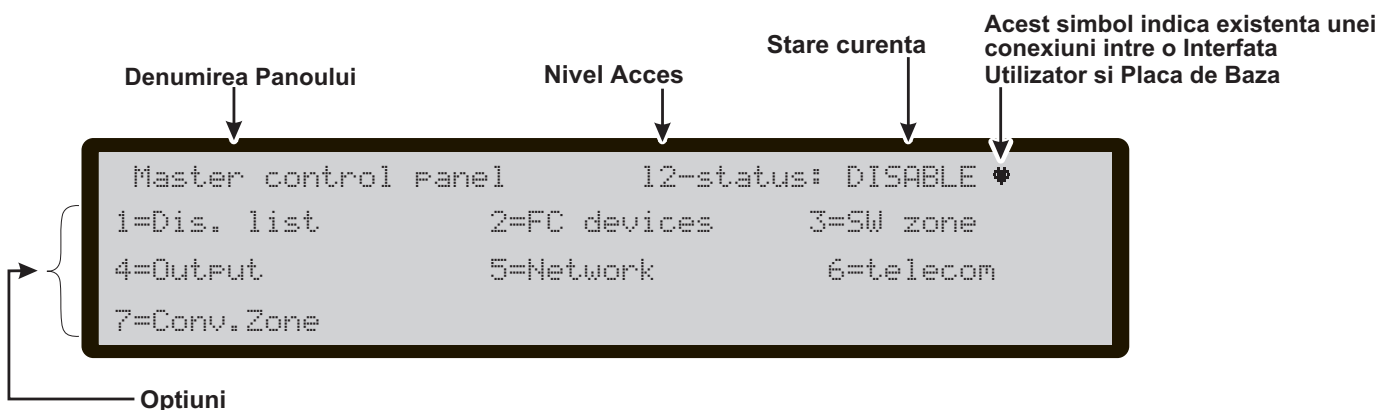 Acest simbol indica existenta unei
conexiuni intre o Interfata
Utilizator si Placa de Baza
Stare curenta
Nivel Acces
Denumirea Panoului
Master control panel l2-status: DISABLE
1=Dis. list 2=FC devices 3=SW zone
4=Output 5=Network 6=telecom
7=Conv.Zone
Optiuni